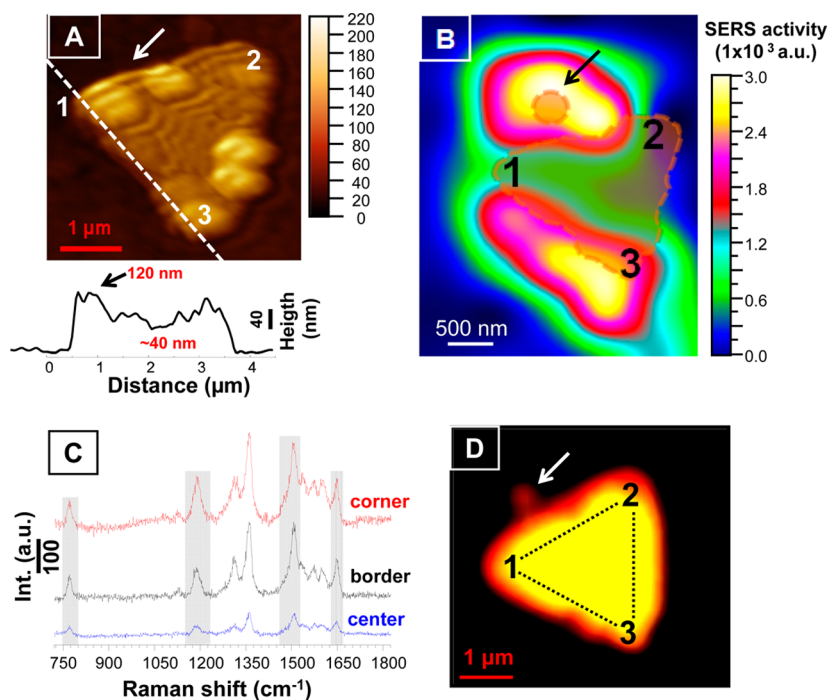 A
1
2
3
1 µm
220
200
180
160
140
120
100
80
60
40
20
0
120 nm
~40 nm
40
Heigth
(nm)
0 1 2 3 4
Distance (µm)
B
1
2
3
500 nm
SERS activity
(1x10³ a.u.)
3.0
2.4
1.8
1.2
0.6
0.0
C
corner
border
center
Int. (a.u.)
100
750 900 1050 1200 1350 1500 1650 1800
Raman shift (cm⁻¹)
D
1
2
3
1 µm